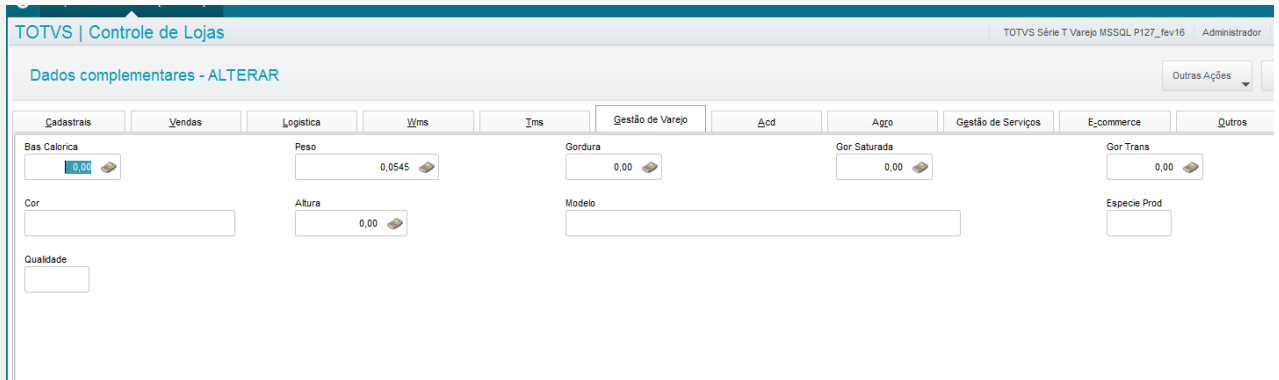 TOTVS | Controle de Lojas
TOTVS Série T Varejo MSSQL P127_fev16 Administrador
Dados complementares - ALTERAR
Outras Ações
Cadastrais Vendas Logistica Wms Tms Gestão de Varejo Acd Agro Gestão de Serviços E-commerce Outros
Bas Calorica Peso Gordura Gor Saturada Gor Trans
0,00 0,0545 0,00 0,00 0,00
Cor Altura Modelo Especie Prod
0,00
Qualidade